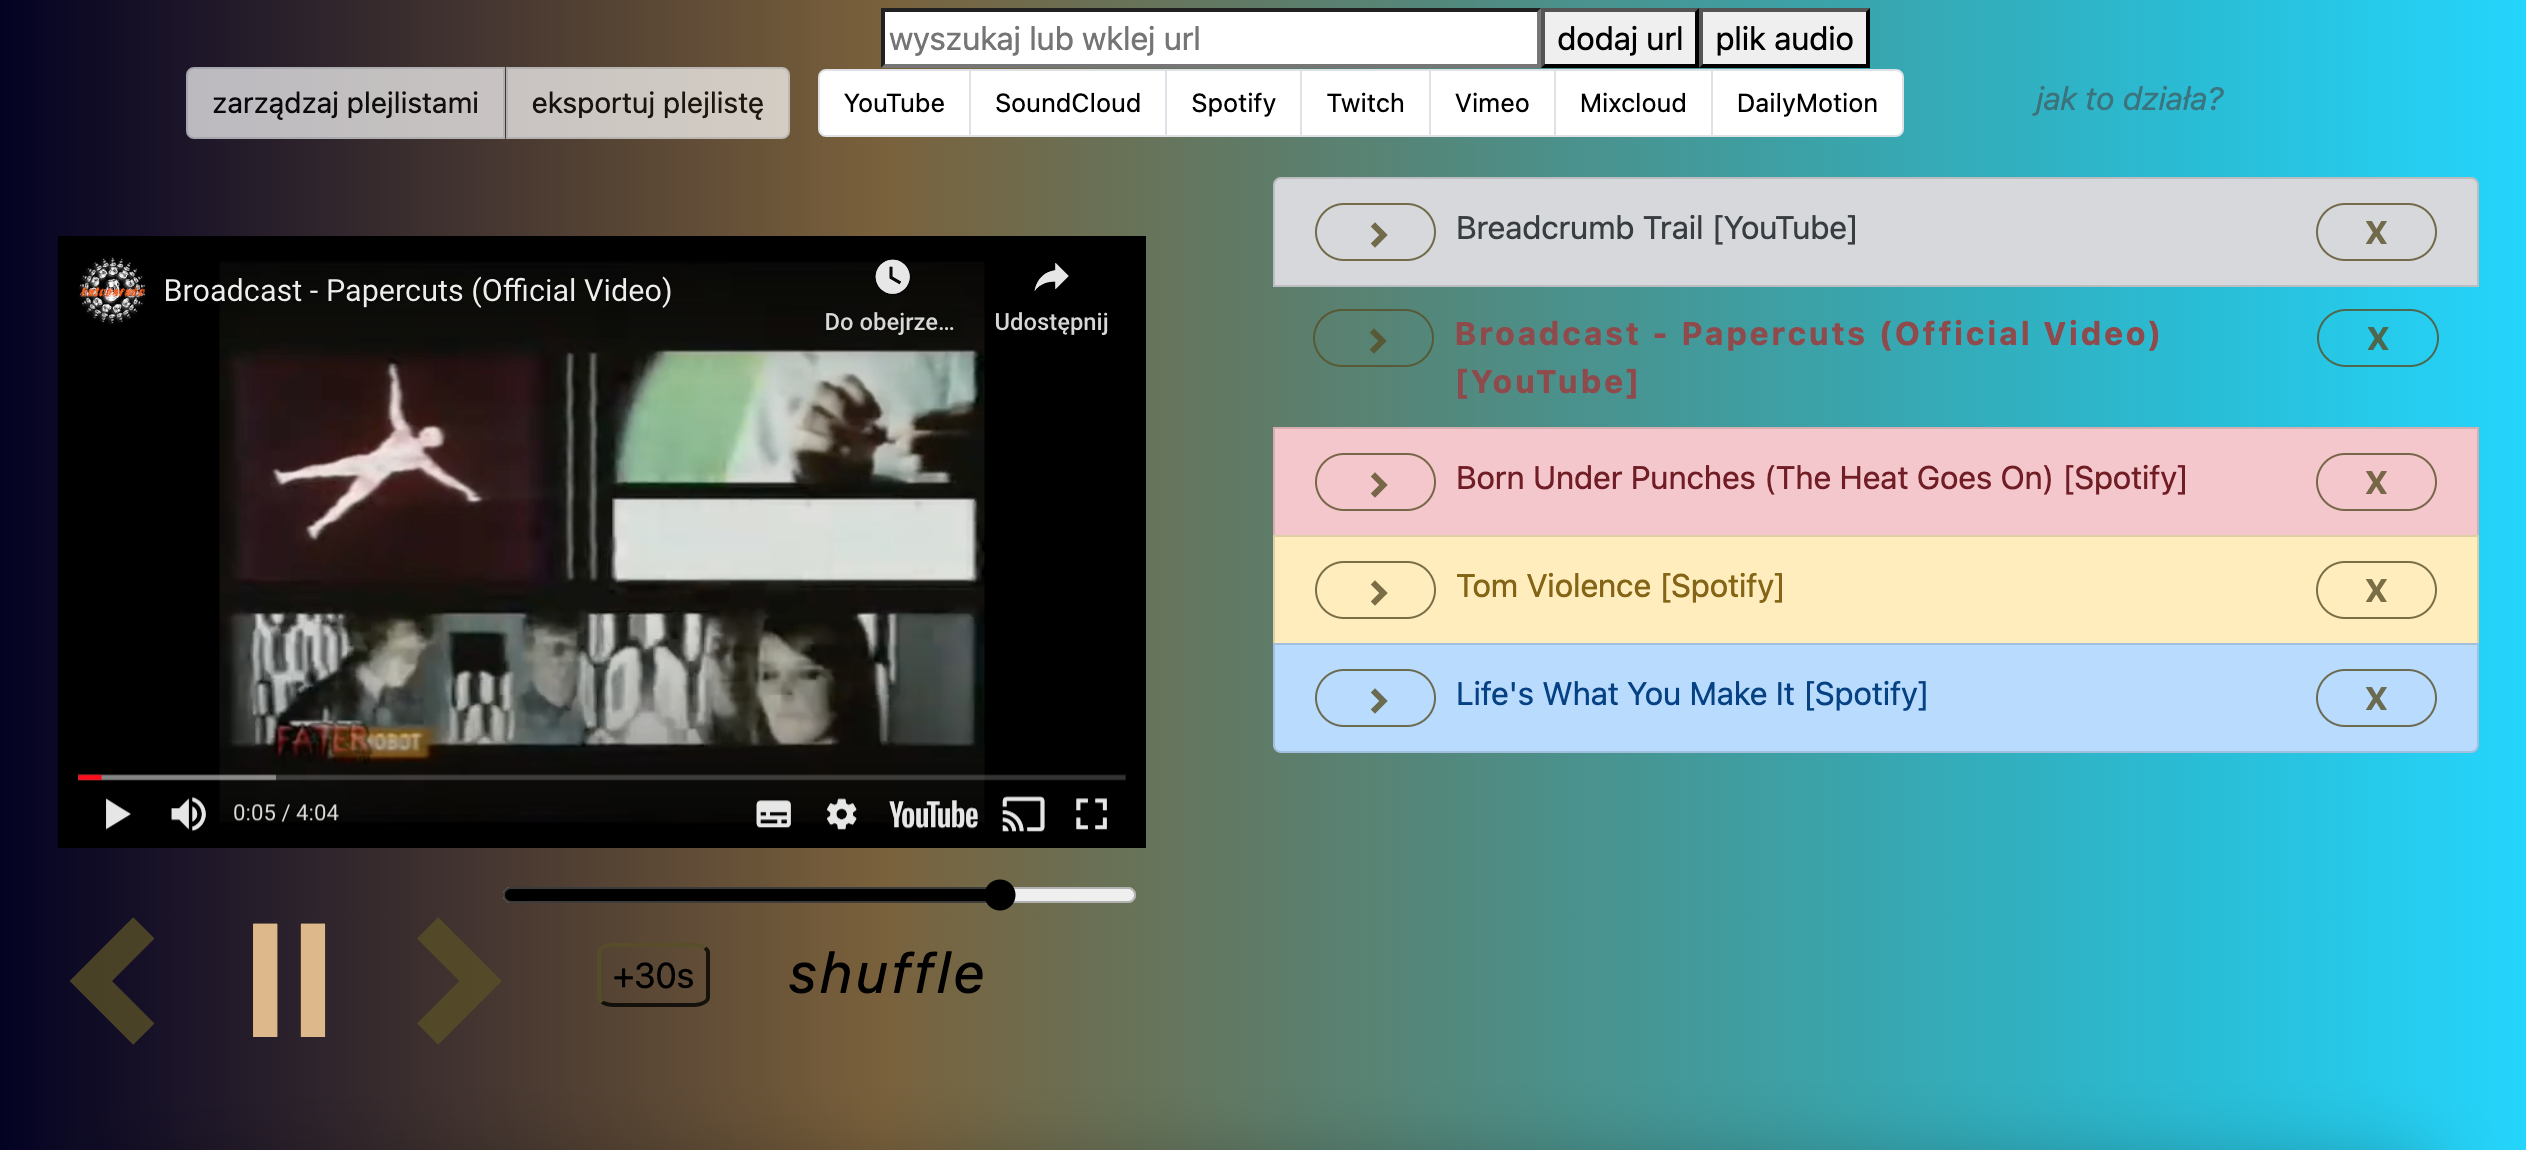 wyszukaj lub wklej url
dodaj url
plik audio
zarządzaj plejlistami
eksportuj plejlistę
YouTube
SoundCloud
Spotify
Twitch
Vimeo
Mixcloud
DailyMotion
jak to działa?
Broadcast - Papercuts (Official Video)
Do obejrze...
Udostępnij
0:05 / 4:04
YouTube
+30s
shuffle
Breadcrumb Trail [YouTube]
X
Broadcast - Papercuts (Official Video)
[YouTube]
X
Born Under Punches (The Heat Goes On) [Spotify]
X
Tom Violence [Spotify]
X
Life's What You Make It [Spotify]
X